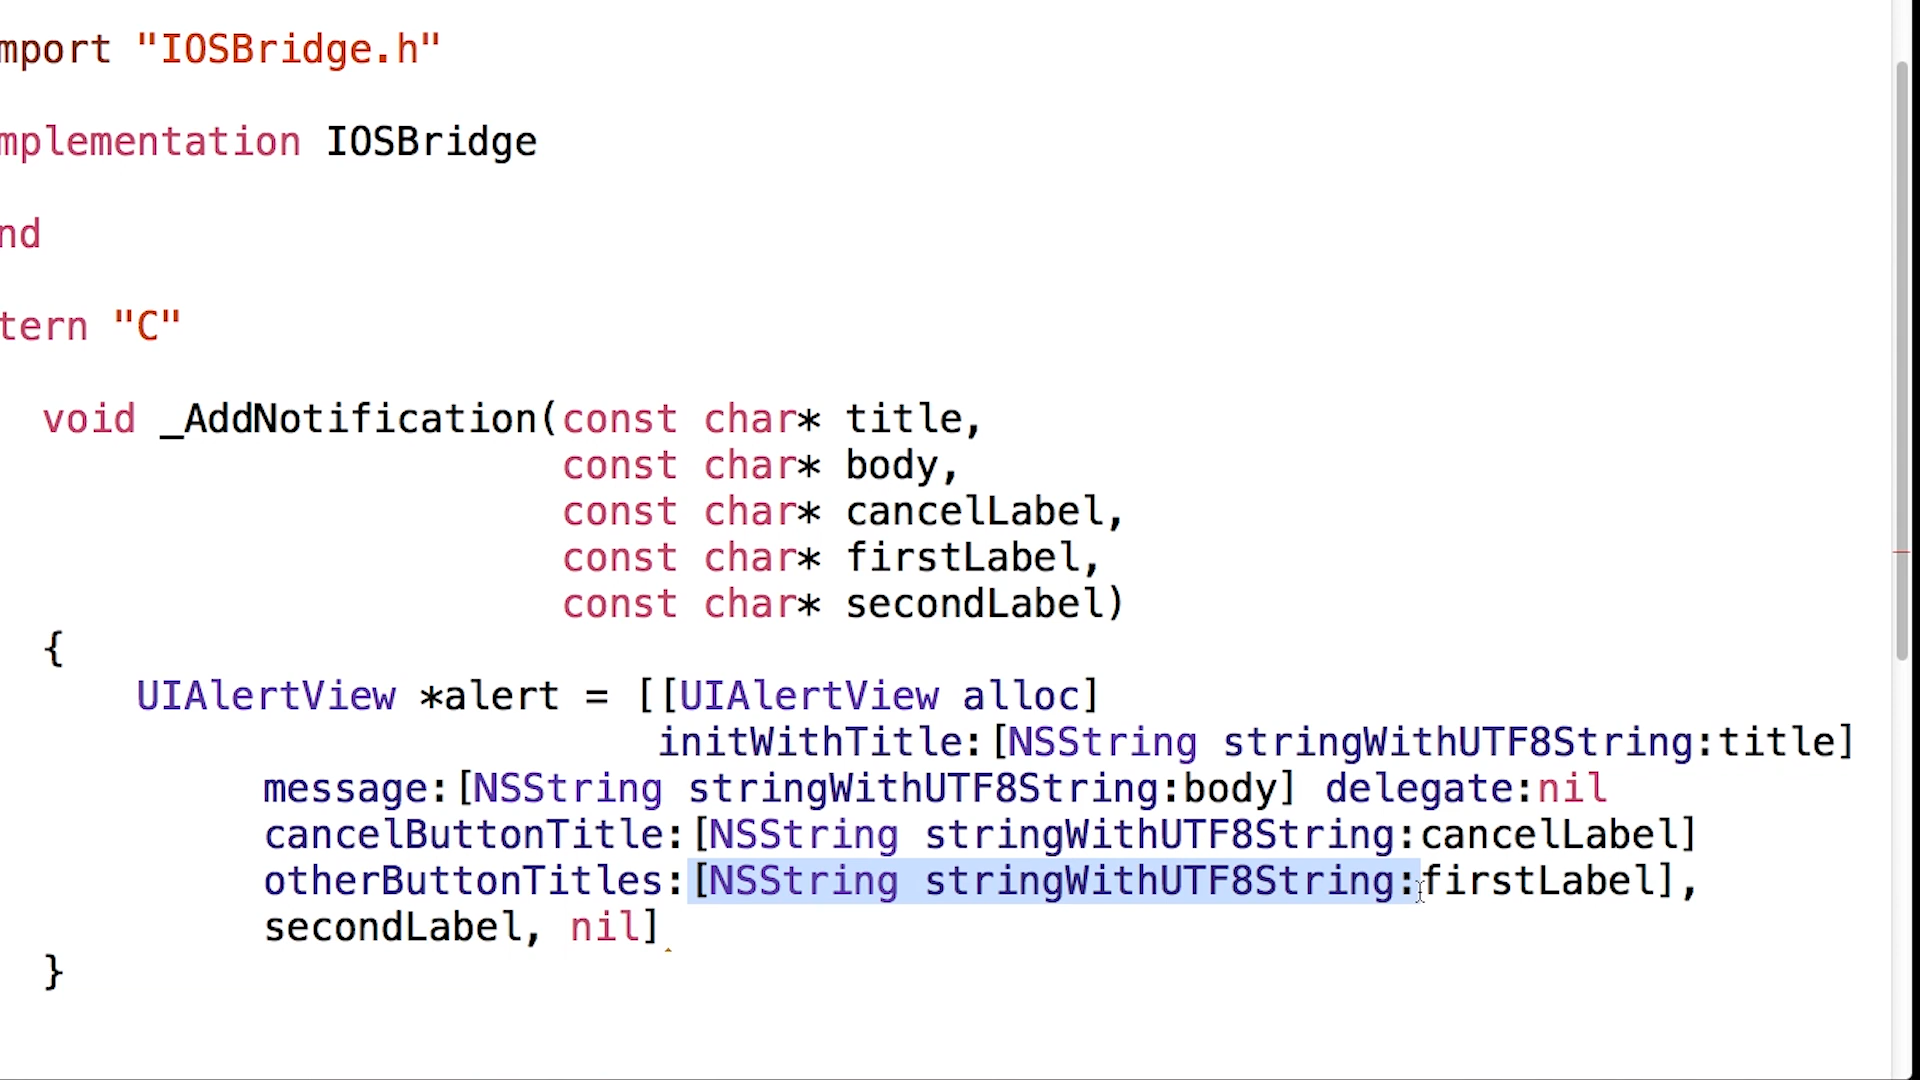 mport "IOSBridge.h"
mplementation IOSBridge
nd
tern "C"
void _AddNotification(const char* title,
const char* body,
const char* cancelLabel,
const char* firstLabel,
const char* secondLabel)
{
UIAlertView *alert = [[UIAlertView alloc]
initWithTitle:[NSString stringWithUTF8String:title]
message:[NSString stringWithUTF8String:body] delegate:nil
cancelButtonTitle:[NSString stringWithUTF8String:cancelLabel]
otherButtonTitles:[NSString stringWithUTF8String:firstLabel],
secondLabel, nil]
}